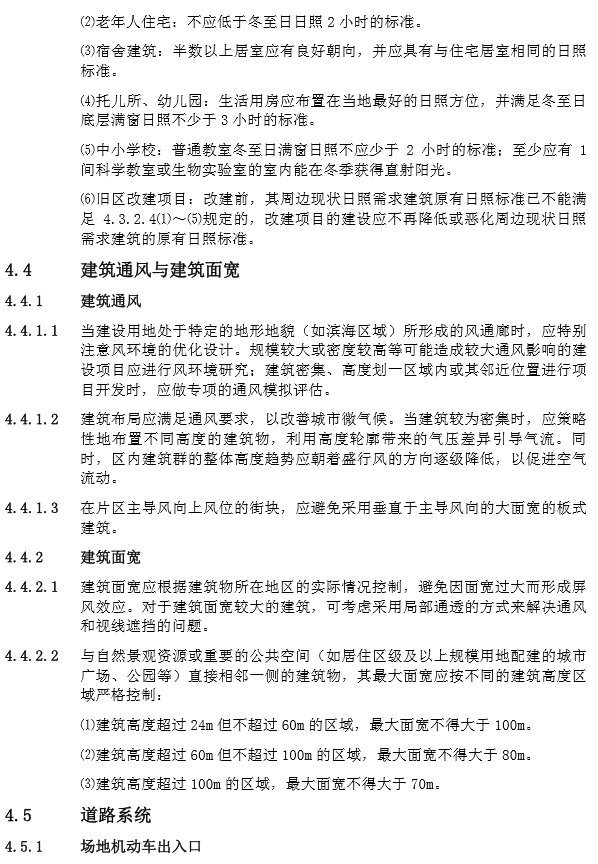 ⑵老年人住宅：不应低于冬至日日照 2 小时的标准。
⑶宿舍建筑：半数以上居室应有良好朝向，并应具有与住宅居室相同的日照
标准。
⑷托儿所、幼儿园：生活用房应布置在当地最好的日照方位，并满足冬至日
底层满窗日照不少于 3 小时的标准。
⑸中小学校：普通教室冬至日满窗日照不应少于 2 小时的标准；至少应有 1
间科学教室或生物实验室的室内能在冬季获得直射阳光。
⑹旧区改建项目：改建前，其周边现状日照需求建筑原有日照标准已不能满
足 4.3.2.4⑴～⑸规定的，改建项目的建设应不再降低或恶化周边现状日照
需求建筑的原有日照标准。
4.4 建筑通风与建筑面宽
4.4.1 建筑通风
4.4.1.1 当建设用地处于特定的地形地貌（如滨海区域）所形成的风通廊时，应特别
注意风环境的优化设计。规模较大或密度较高等可能造成较大通风影响的建
设项目应进行风环境研究；建筑密集、高度划一区域内或其邻近位置进行项
目开发时，应做专项的通风模拟评估。
4.4.1.2 建筑布局应满足通风要求，以改善城市微气候。当建筑较为密集时，应策略
性地布置不同高度的建筑物，利用高度轮廓带来的气压差异引导气流。同
时，区内建筑群的整体高度趋势应朝着盛行风的方向逐级降低，以促进空气
流动。
4.4.1.3 在片区主导风向上风位的街块，应避免采用垂直于主导风向的大面宽的板式
建筑。
4.4.2 建筑面宽
4.4.2.1 建筑面宽应根据建筑物所在地区的实际情况控制，避免因面宽过大而形成屏
风效应。对于建筑面宽较大的建筑，可考虑采用局部通透的方式来解决通风
和视线遮挡的问题。
4.4.2.2 与自然景观资源或重要的公共空间（如居住区级及以上规模用地配建的城市
广场、公园等）直接相邻一侧的建筑物，其最大面宽应按不同的建筑高度区
域严格控制：
⑴建筑高度超过 24m 但不超过 60m 的区域，最大面宽不得大于 100m。
⑵建筑高度超过 60m 但不超过 100m 的区域，最大面宽不得大于 80m。
⑶建筑高度超过 100m 的区域，最大面宽不得大于 70m。
4.5 道路系统
4.5.1 场地机动车出入口